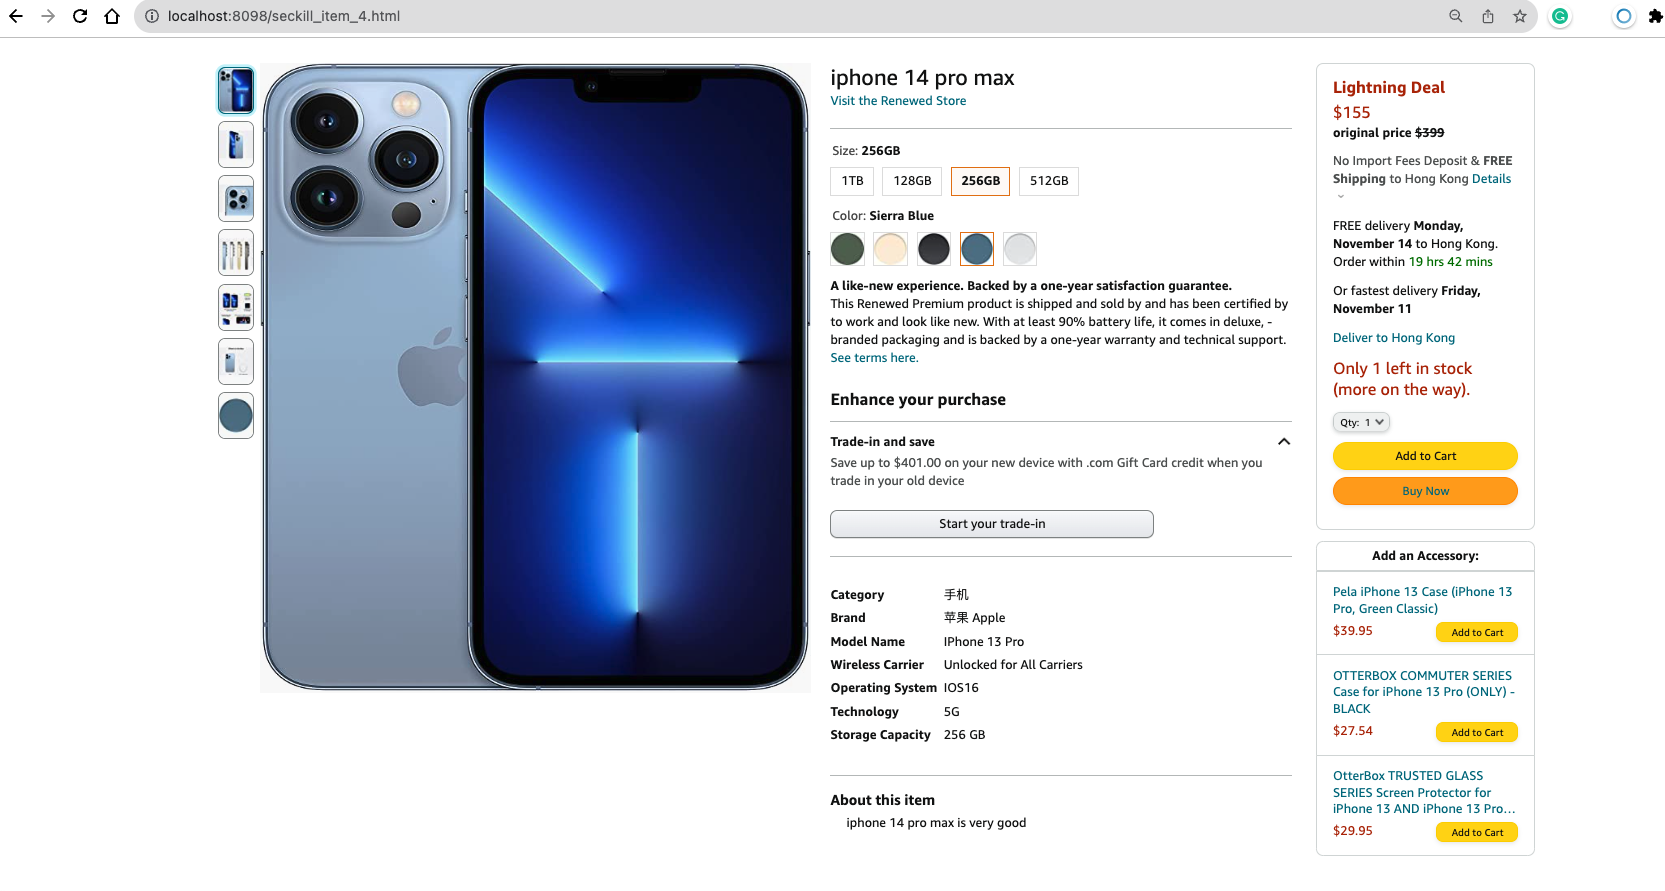 localhost:8098/seckill_item_4.html
iphone 14 pro max
Visit the Renewed Store
Size: 256GB
1TB
128GB
256GB
512GB
Color: Sierra Blue
A like-new experience. Backed by a one-year satisfaction guarantee.
This Renewed Premium product is shipped and sold by and has been certified by
to work and look like new. With at least 90% battery life, it comes in deluxe, -
branded packaging and is backed by a one-year warranty and technical support.
See terms here.
Enhance your purchase
Trade-in and save
Save up to $401.00 on your new device with .com Gift Card credit when you
trade in your old device
Start your trade-in
Category 手机
Brand 苹果 Apple
Model Name IPhone 13 Pro
Wireless Carrier Unlocked for All Carriers
Operating System IOS16
Technology 5G
Storage Capacity 256 GB
About this item
iphone 14 pro max is very good
Lightning Deal
$155
original price $399
No Import Fees Deposit & FREE
Shipping to Hong Kong Details
FREE delivery Monday,
November 14 to Hong Kong.
Order within 19 hrs 42 mins
Or fastest delivery Friday,
November 11
Deliver to Hong Kong
Only 1 left in stock
(more on the way).
Qty: 1
Add to Cart
Buy Now
Add an Accessory:
Pela iPhone 13 Case (iPhone 13
Pro, Green Classic)
$39.95 Add to Cart
OTTERBOX COMMUTER SERIES
Case for iPhone 13 Pro (ONLY) -
BLACK
$27.54 Add to Cart
OtterBox TRUSTED GLASS
SERIES Screen Protector for
iPhone 13 AND iPhone 13 Pro...
$29.95 Add to Cart